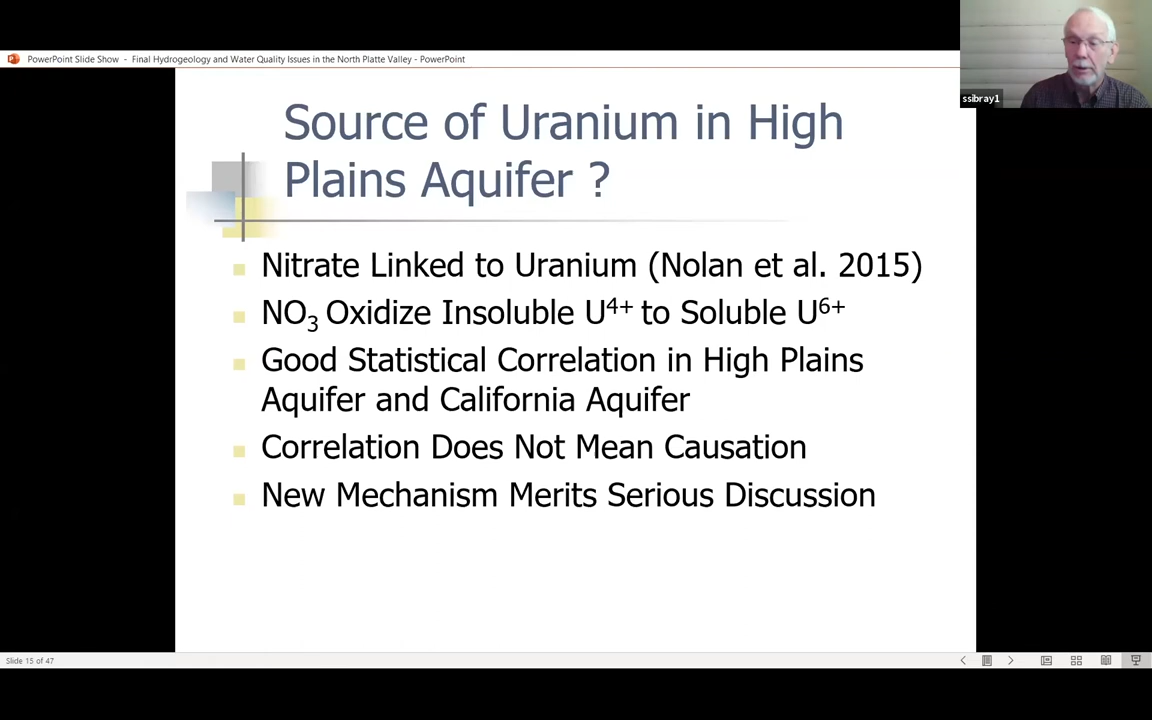 PowerPoint Slide Show - Final Hydrogeology and Water Quality Issues in the North Platte Valley - PowerPoint
ssibray1
Source of Uranium in High
Plains Aquifer ?
Nitrate Linked to Uranium (Nolan et al. 2015)
NO₃ Oxidize Insoluble U⁴⁺ to Soluble U⁶⁺
Good Statistical Correlation in High Plains
Aquifer and California Aquifer
Correlation Does Not Mean Causation
New Mechanism Merits Serious Discussion
Slide 15 of 47